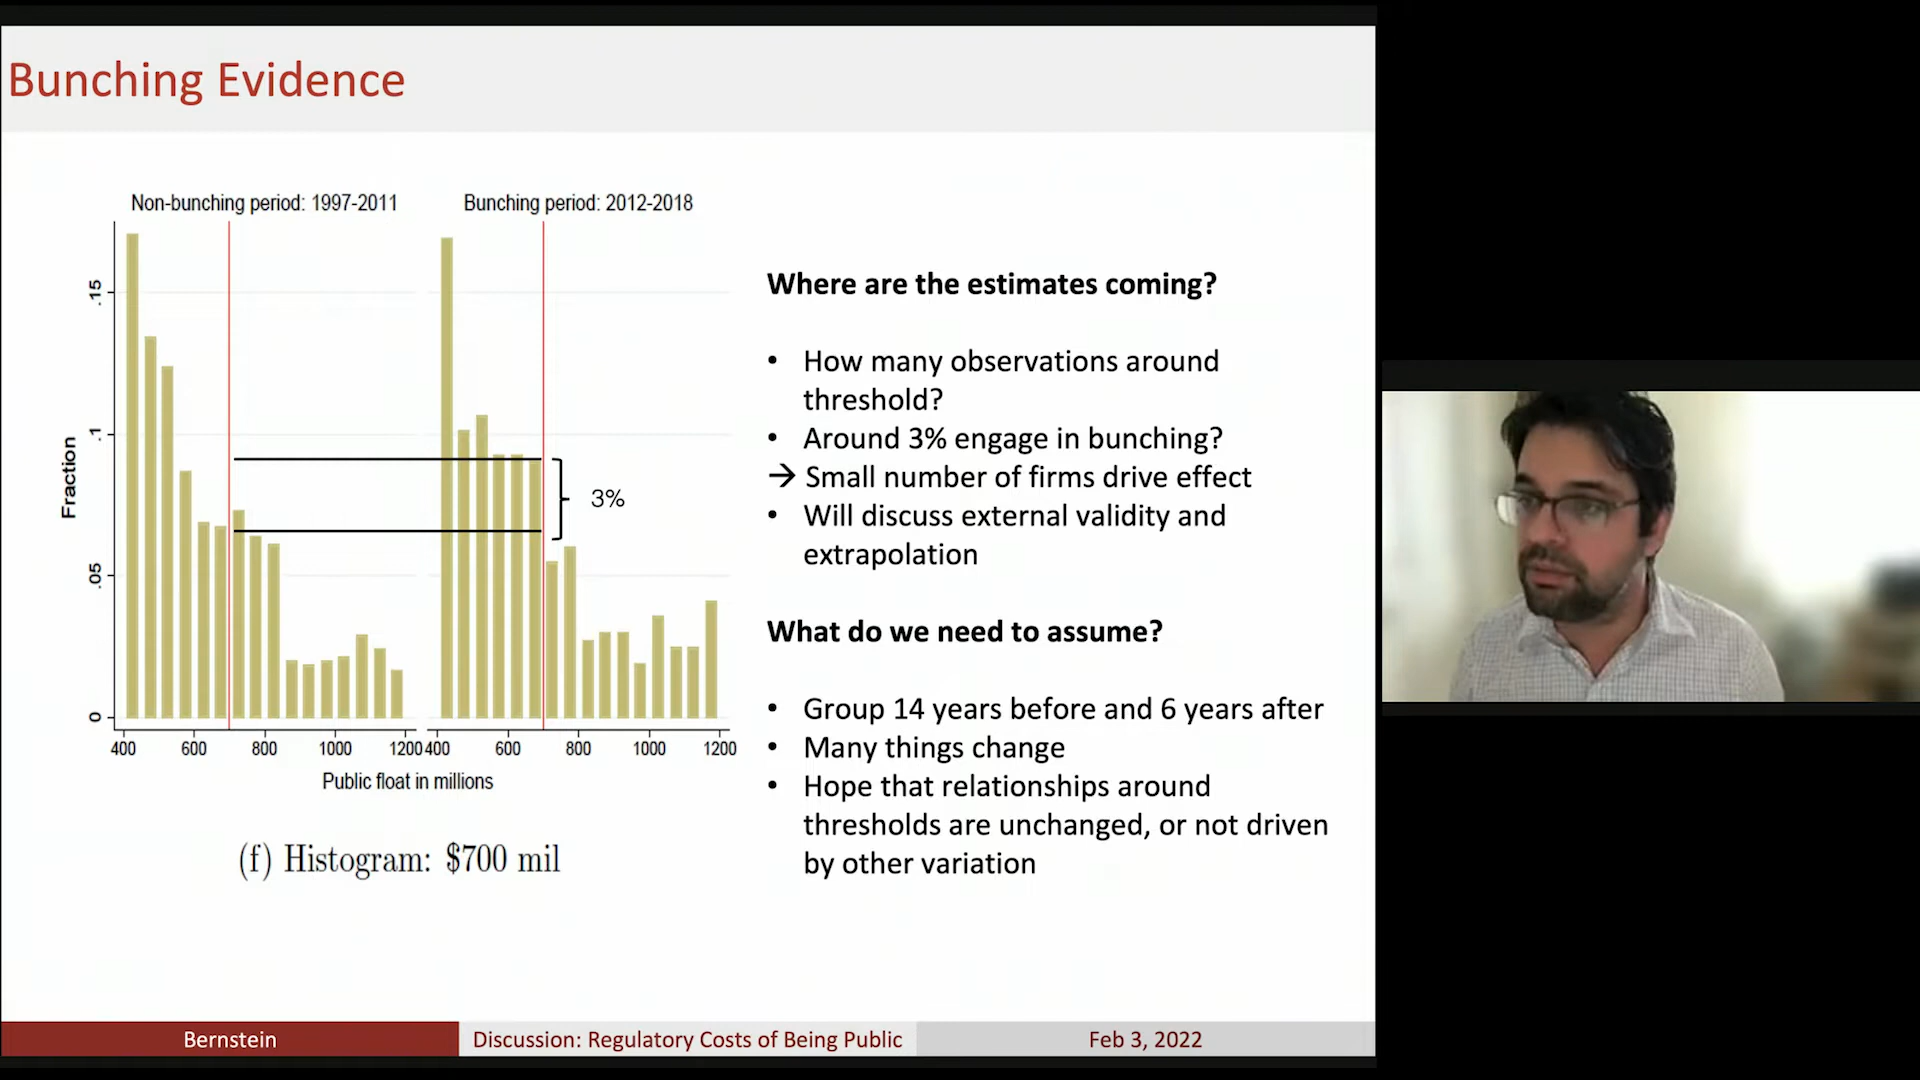 Bunching Evidence
Non-bunching period: 1997-2011
Bunching period: 2012-2018
.15
.1
.05
0
Fraction
3%
400 600 800 1000 1200
400 600 800 1000 1200
Public float in millions
(f) Histogram: $700 mil
Where are the estimates coming?
• How many observations around
threshold?
• Around 3% engage in bunching?
→ Small number of firms drive effect
• Will discuss external validity and
extrapolation
What do we need to assume?
• Group 14 years before and 6 years after
• Many things change
• Hope that relationships around
thresholds are unchanged, or not driven
by other variation
Bernstein
Discussion: Regulatory Costs of Being Public
Feb 3, 2022